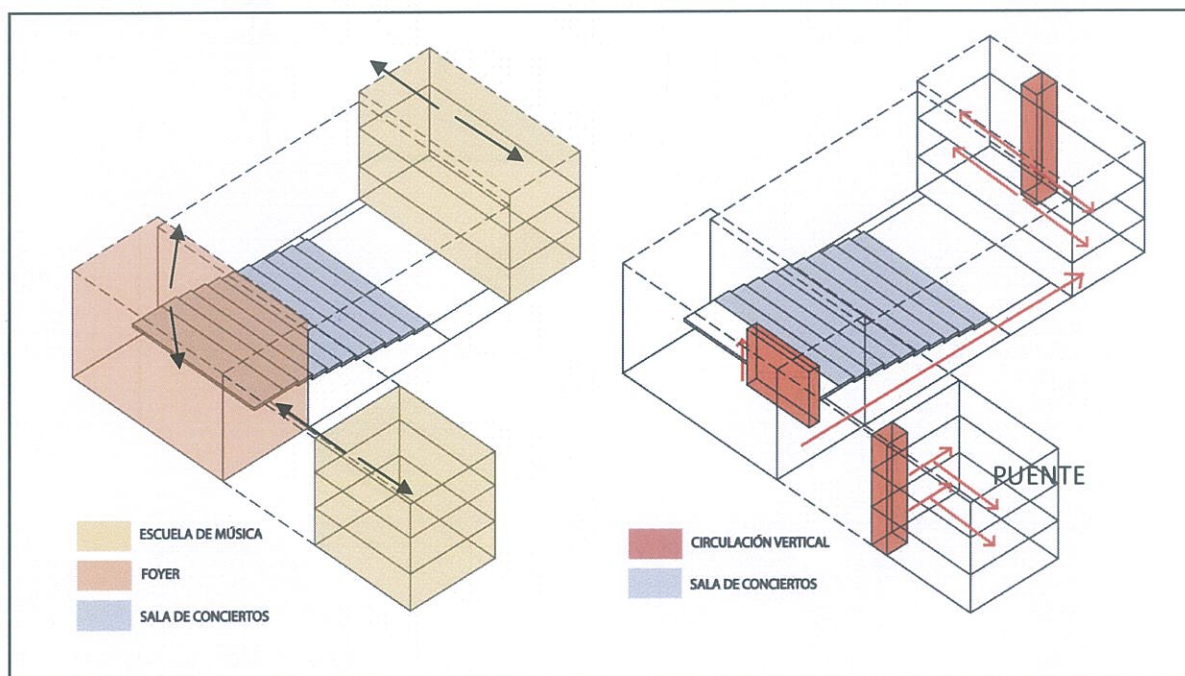 ESCUELA DE MÚSICA
FOYER
SALA DE CONCIERTOS
PUENTE
CIRCULACIÓN VERTICAL
SALA DE CONCIERTOS